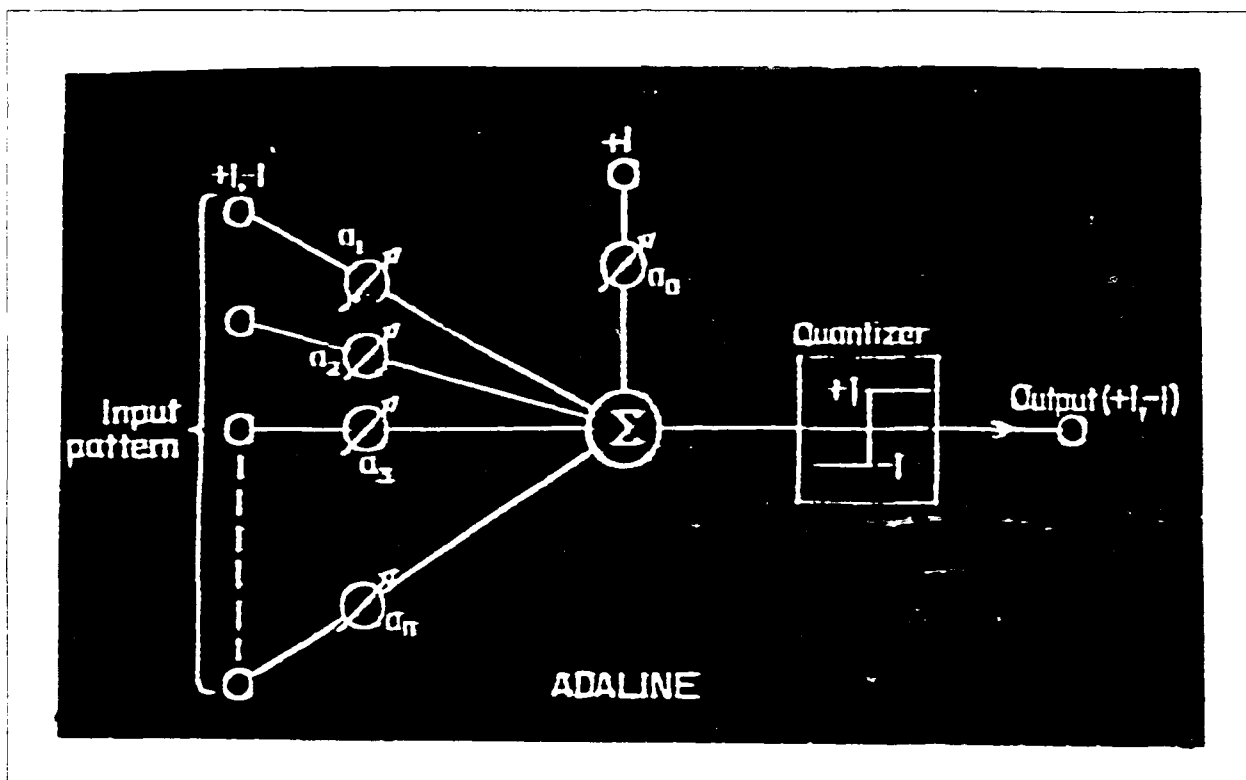 +1
+1,-1
a₁
a₀
a₂
Quantizer
+1
Output (+1,-1)
Input
pattern
a₃
Σ
-1
aₙ
ADALINE